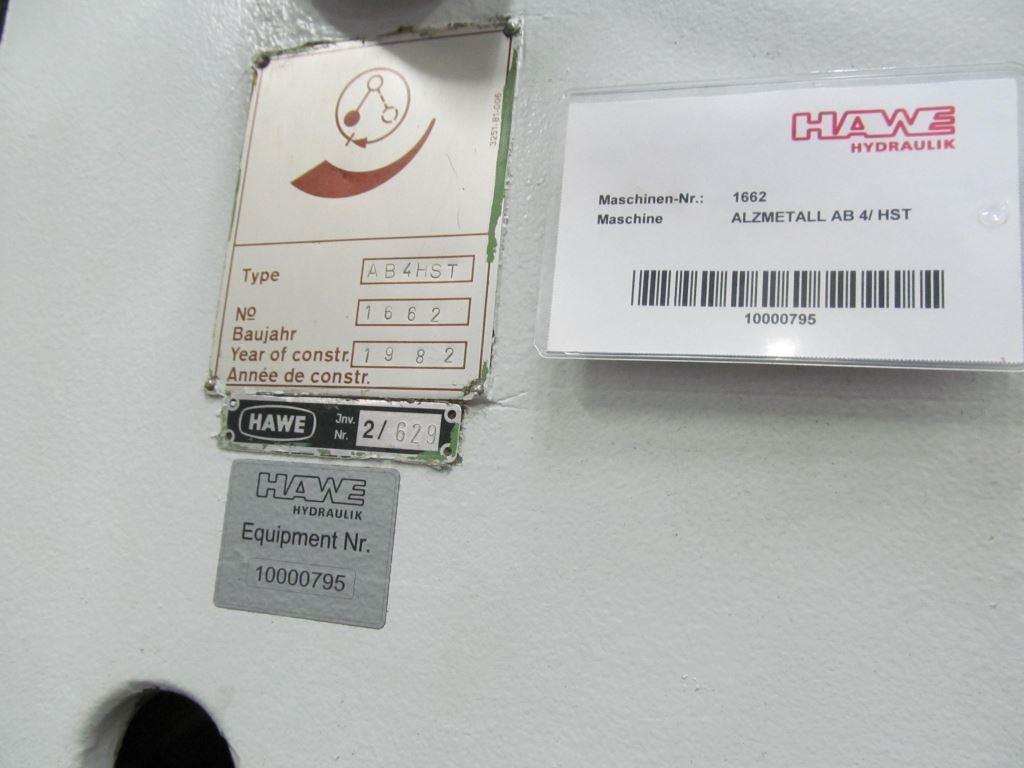 3251-81-006
Type AB4HST
No 1662
Baujahr
Year of constr. 1982
Année de constr.
HAWE Jnv. Nr. 2/629
HAWE
HYDRAULIK
Equipment Nr.
10000795
HAWE
HYDRAULIK
Maschinen-Nr.: 1662
Maschine ALZMETALL AB 4/ HST
10000795